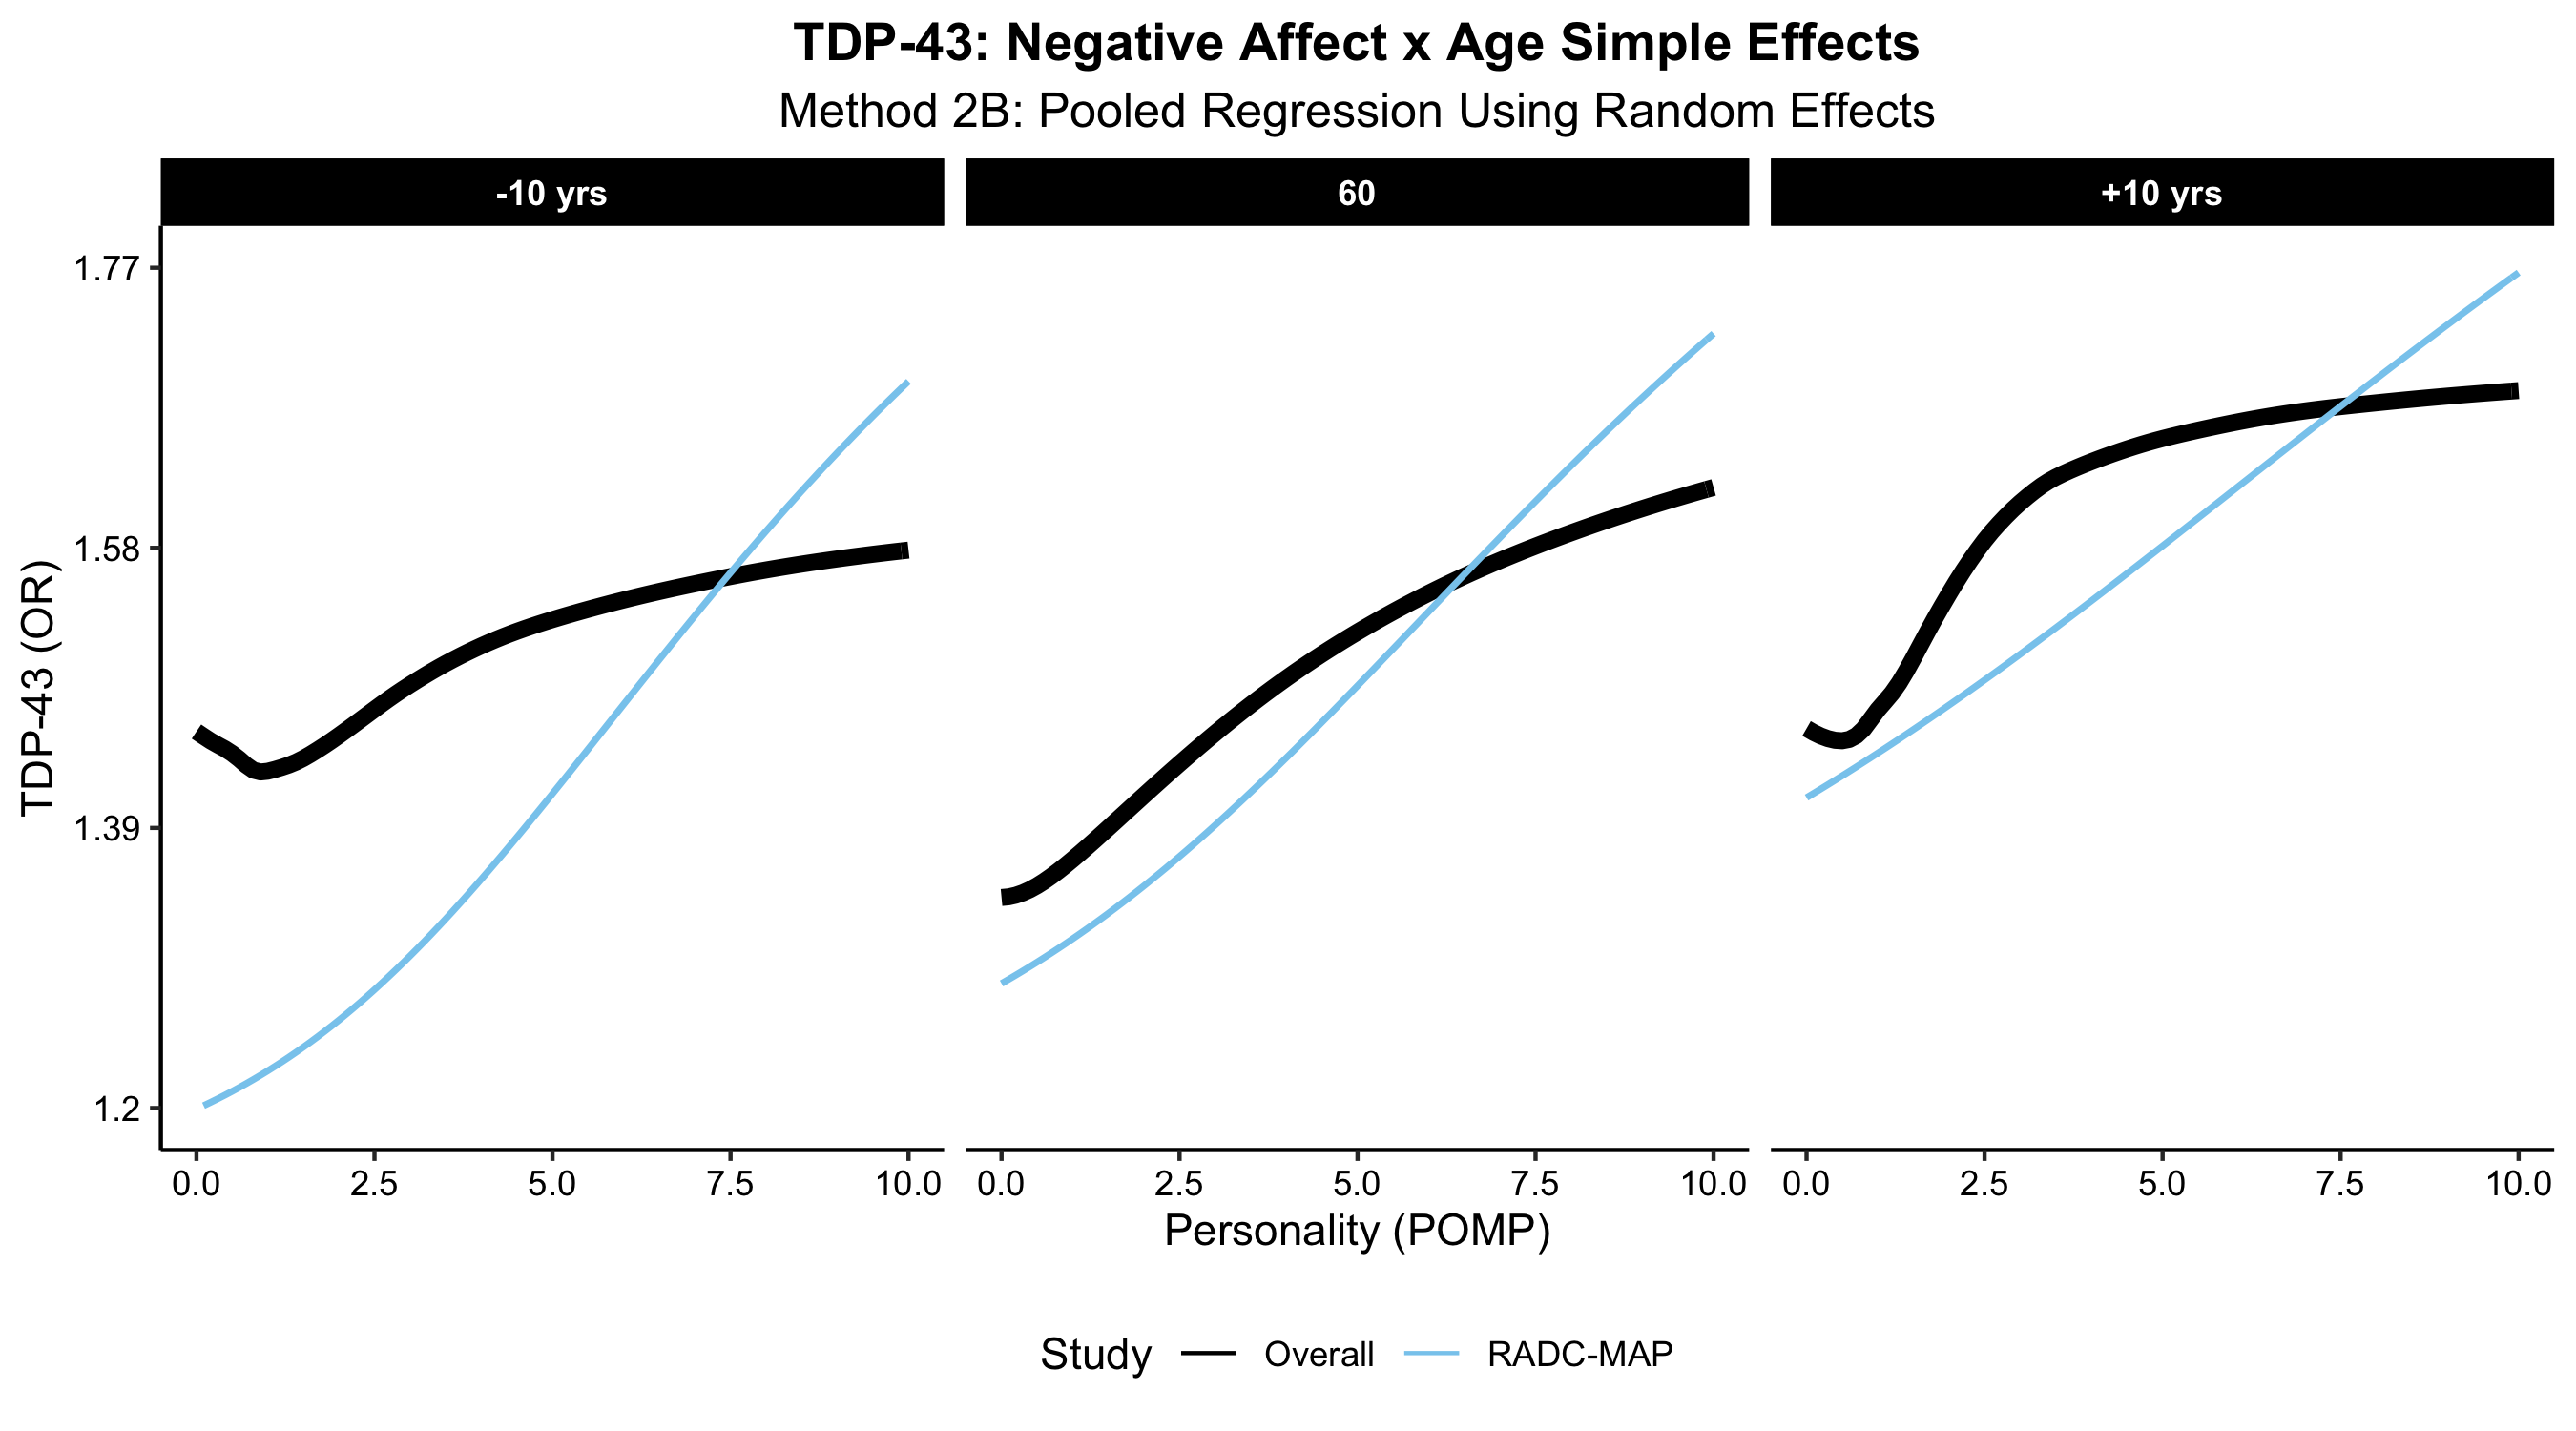 TDP-43: Negative Affect x Age Simple Effects
Method 2B: Pooled Regression Using Random Effects
-10 yrs
60
+10 yrs
TDP-43 (OR)
1.77
1.58
1.39
1.2
0.0 2.5 5.0 7.5 10.0
0.0 2.5 5.0 7.5 10.0
0.0 2.5 5.0 7.5 10.0
Personality (POMP)
Study Overall RADC-MAP